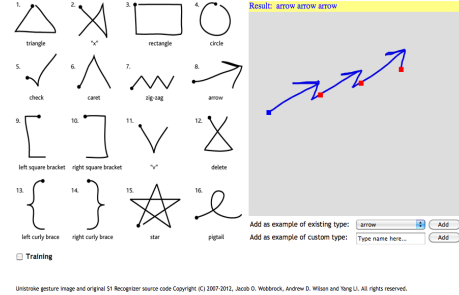 Result: arrow arrow arrow
1. 2. 3. 4.
triangle "x" rectangle circle
5. 6. 7. 8.
check caret zig-zag arrow
9. 10. 11. 12.
left square bracket right square bracket "v" delete
13. 14. 15. 16.
left curly brace right curly brace star pigtail
Add as example of existing type: arrow Add
Add as example of custom type: Type name here... Add
Training
Unistroke gesture image and original $1 Recognizer source code Copyright (C) 2007-2012, Jacob O. Wobbrock, Andrew D. Wilson and Yang Li. All rights reserved.